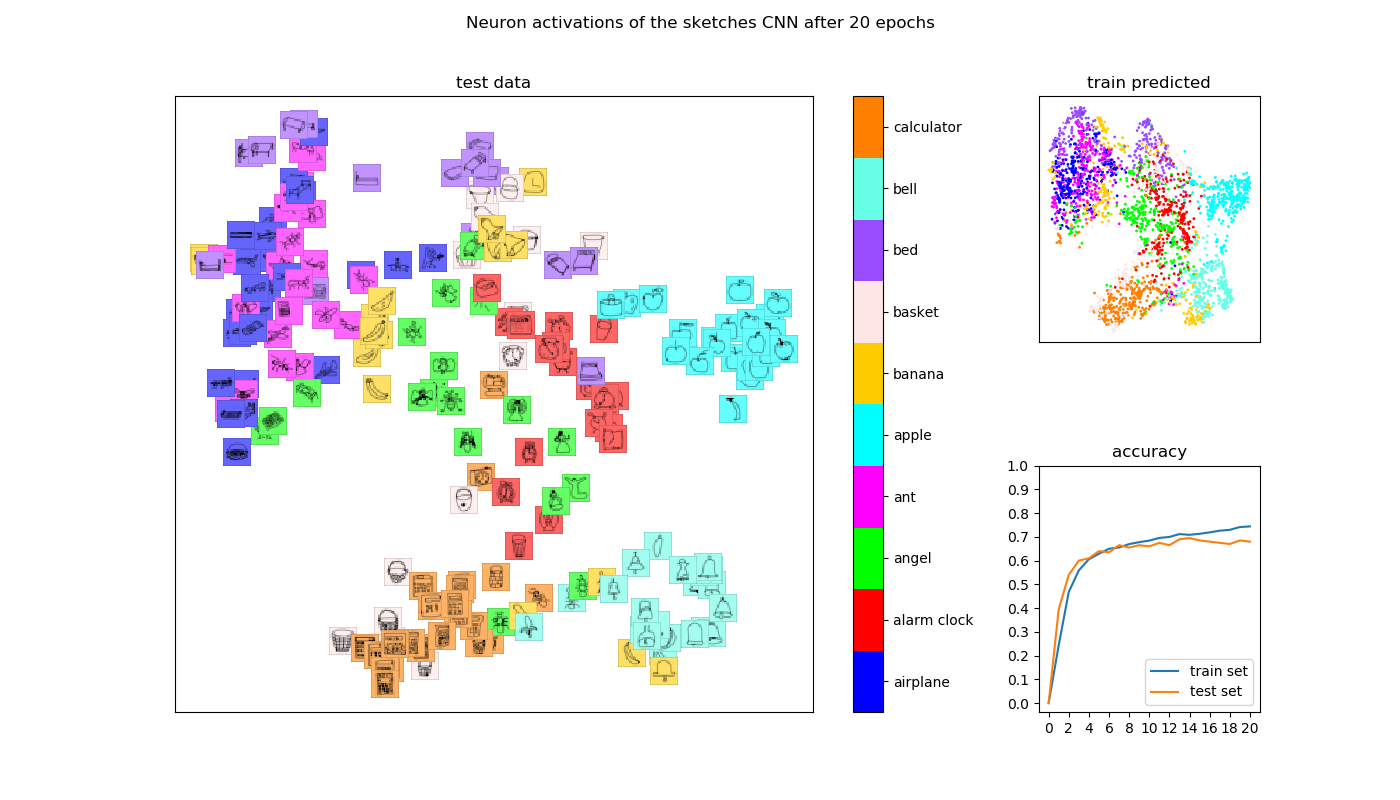 Neuron activations of the sketches CNN after 20 epochs
test data
calculator
bell
bed
basket
banana
apple
ant
angel
alarm clock
airplane
train predicted
accuracy
1.0
0.9
0.8
0.7
0.6
0.5
0.4
0.3
0.2
0.1
0.0
train set
test set
0 2 4 6 8 10 12 14 16 18 20